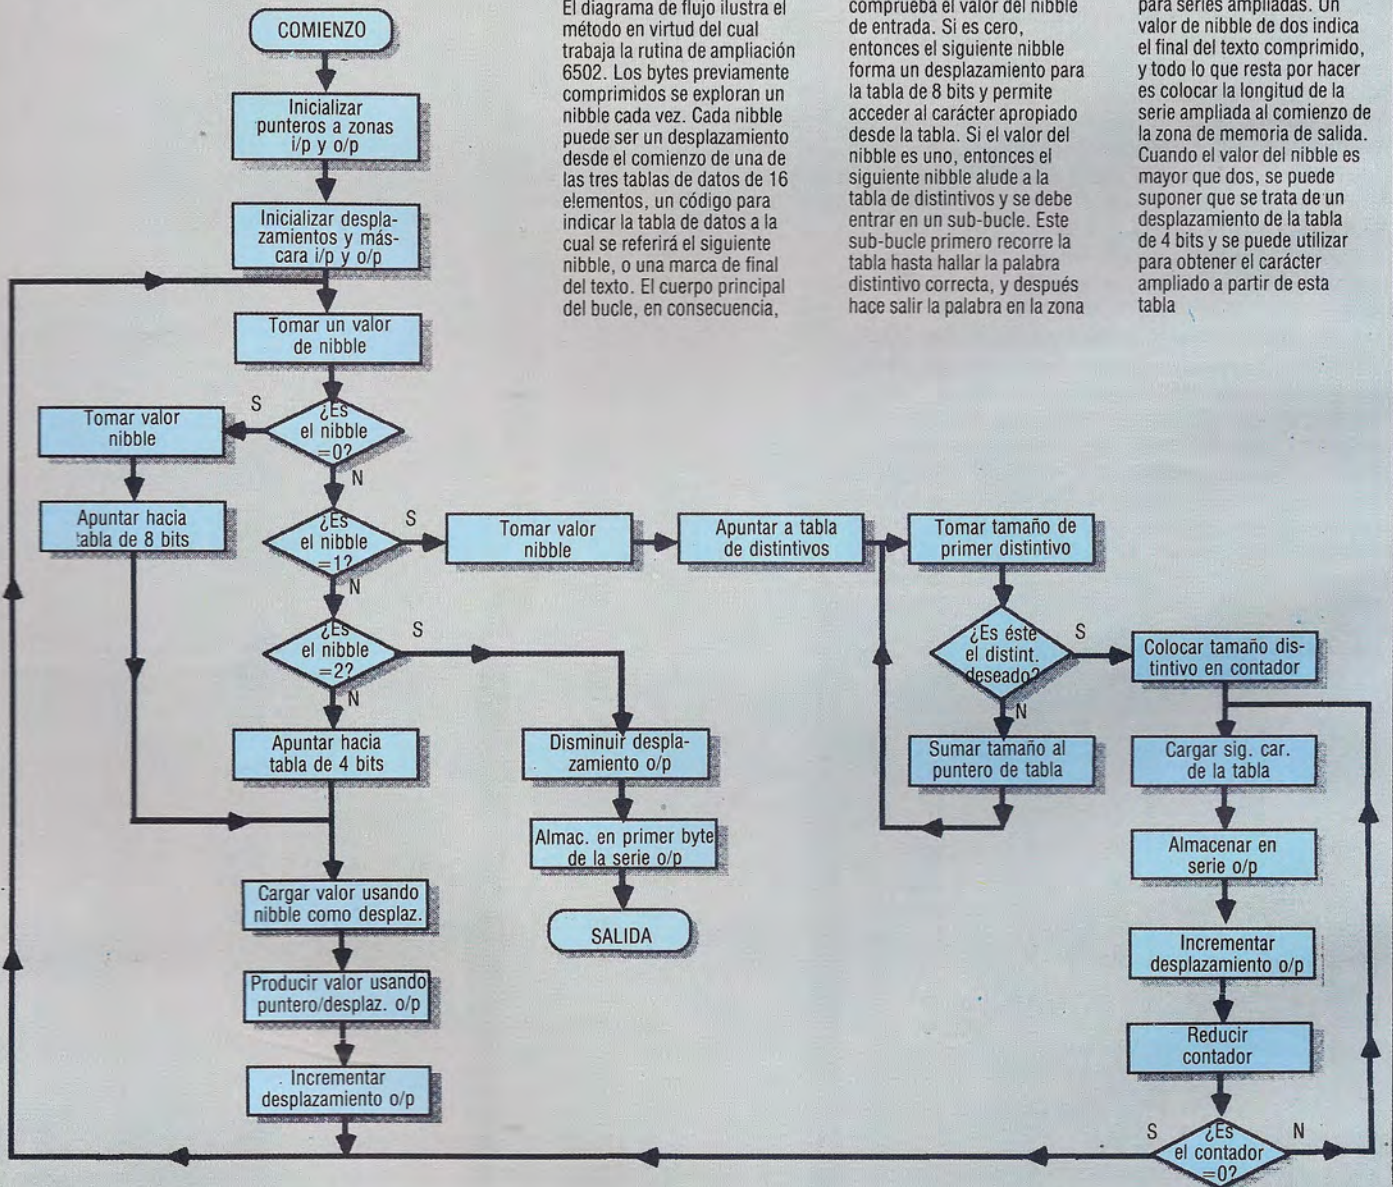 El diagrama de flujo ilustra el
método en virtud del cual
trabaja la rutina de ampliación
6502. Los bytes previamente
comprimidos se exploran un
nibble cada vez. Cada nibble
puede ser un desplazamiento
desde el comienzo de una de
las tres tablas de datos de 16
elementos, un código para
indicar la tabla de datos a la
cual se referirá el siguiente
nibble, o una marca de final
del texto. El cuerpo principal
del bucle, en consecuencia,
comprueba el valor del nibble
de entrada. Si es cero,
entonces el siguiente nibble
forma un desplazamiento para
la tabla de 8 bits y permite
acceder al carácter apropiado
desde la tabla. Si el valor del
nibble es uno, entonces el
siguiente nibble alude a la
tabla de distintivos y se debe
entrar en un sub-bucle. Este
sub-bucle primero recorre la
tabla hasta hallar la palabra
distintivo correcta, y después
hace salir la palabra en la zona
para series ampliadas. Un
valor de nibble de dos indica
el final del texto comprimido,
y todo lo que resta por hacer
es colocar la longitud de la
serie ampliada al comienzo de
la zona de memoria de salida.
Cuando el valor del nibble es
mayor que dos, se puede
suponer que se trata de un
desplazamiento de la tabla
de 4 bits y se puede utilizar
para obtener el carácter
ampliado a partir de esta
tabla
COMIENZO
Inicializar
punteros a zonas
i/p y o/p
Inicializar despla-
zamientos y más-
cara i/p y o/p
Tomar un valor
de nibble
¿Es
el nibble
=0?
S
N
Tomar valor
nibble
Apuntar hacia
tabla de 8 bits
¿Es
el nibble
=1?
S
N
Tomar valor
nibble
Apuntar a tabla
de distintivos
Tomar tamaño de
primer distintivo
¿Es éste
el distint.
deseado?
S
N
Sumar tamaño al
puntero de tabla
Colocar tamaño dis-
tintivo en contador
Cargar sig. car.
de la tabla
Almacenar en
serie o/p
Incrementar
desplazamiento o/p
Reducir
contador
¿Es
el contador
=0?
S
N
¿Es
el nibble
=2?
S
N
Disminuir despla-
zamiento o/p
Almac. en primer byte
de la serie o/p
SALIDA
Apuntar hacia
tabla de 4 bits
Cargar valor usando
nibble como desplaz.
Producir valor usando
puntero/desplaz. o/p
Incrementar
desplazamiento o/p